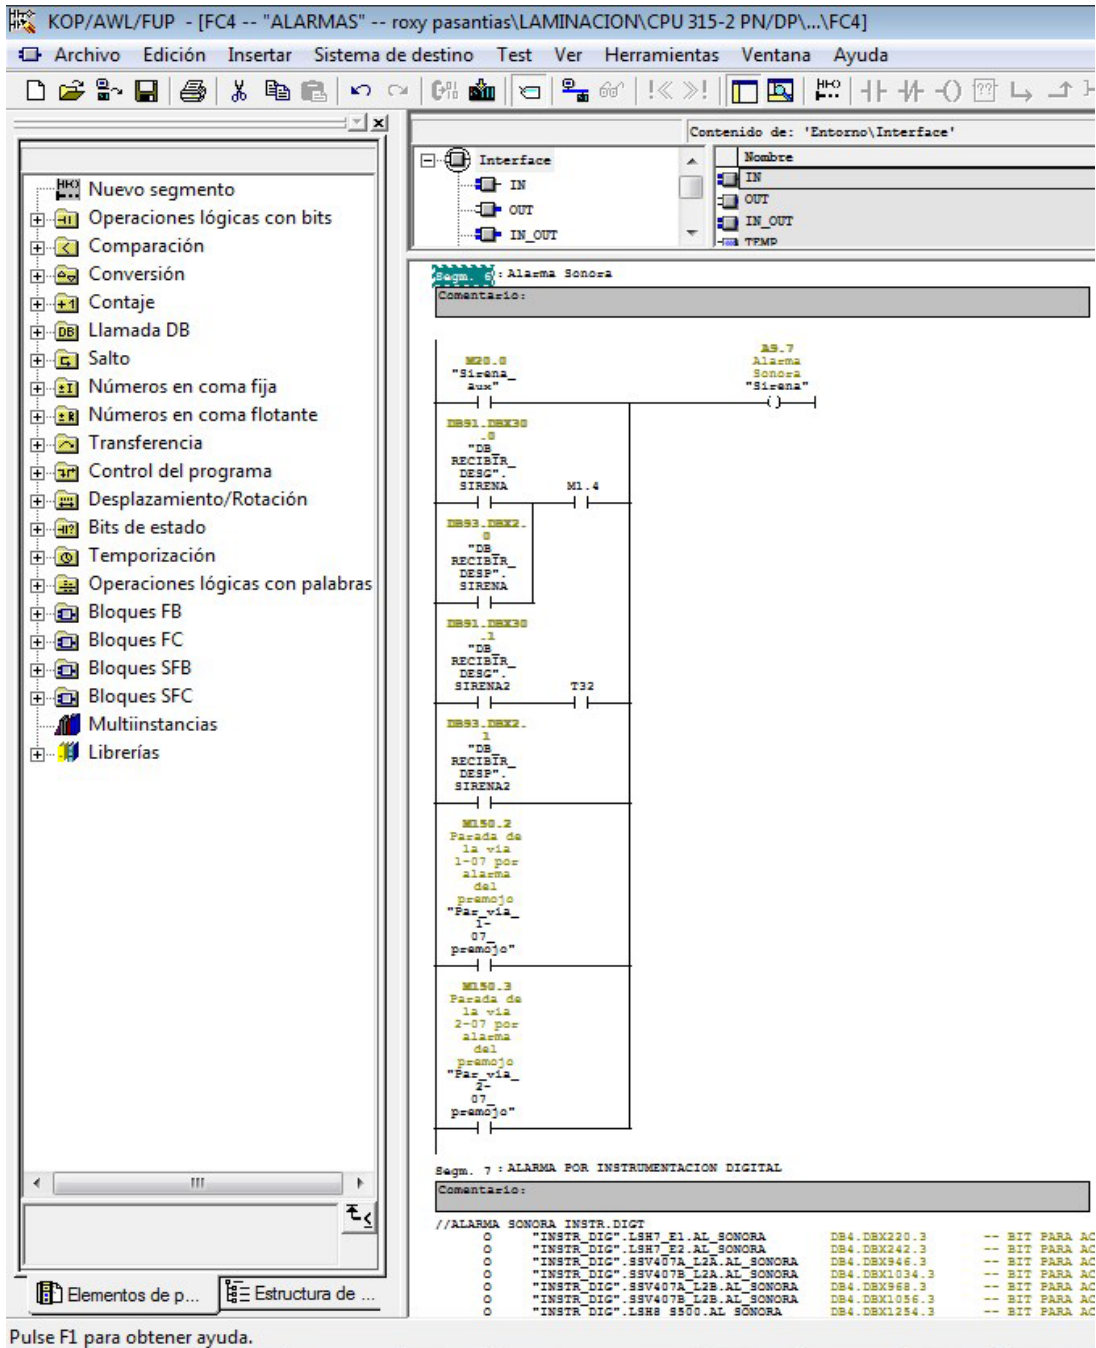 KOP/AWL/FUP - [FC4 -- "ALARMAS" -- roxy pasantias\LAMINACION\CPU 315-2 PN/DP\...\FC4]
Archivo Edición Insertar Sistema de destino Test Ver Herramientas Ventana Ayuda
Nuevo segmento
Operaciones lógicas con bits
Comparación
Conversión
Contaje
Llamada DB
Salto
Números en coma fija
Números en coma flotante
Transferencia
Control del programa
Desplazamiento/Rotación
Bits de estado
Temporización
Operaciones lógicas con palabras
Bloques FB
Bloques FC
Bloques SFB
Bloques SFC
Multiinstancias
Librerías
Elementos de p...
Estructura de ...
Contenido de: 'Entorno\Interface'
Interface
IN
OUT
IN_OUT
Nombre
IN
OUT
IN_OUT
TEMP
Segm. 6 : Alarma Sonora
Comentario:
M20.0
"Sirena_
aux"
A9.7
Alarma
Sonora
"Sirena"
DB91.DBX30
.0
"DB_
RECIBIR_
DESG".
SIRENA
M1.4
DB93.DBX2.
0
"DB_
RECIBIR_
DESP".
SIRENA
DB91.DBX30
.1
"DB_
RECIBIR_
DESG".
SIRENA2
T32
DB93.DBX2.
1
"DB_
RECIBIR_
DESP".
SIRENA2
M150.2
Parada de
la via
1-07 por
alarma
del
premojo
"Par_via_
1-
07_
premojo"
M150.3
Parada de
la via
2-07 por
alarma
del
premojo
"Par_via_
2-
07_
premojo"
Segm. 7 : ALARMA POR INSTRUMENTACION DIGITAL
Comentario:
//ALARMA SONORA INSTR.DIGT
O "INSTR_DIG".LSH7_E1.AL_SONORA DB4.DBX220.3 -- BIT PARA AC
O "INSTR_DIG".LSH7_E2.AL_SONORA DB4.DBX242.3 -- BIT PARA AC
O "INSTR_DIG".SSV407A_L2A.AL_SONORA DB4.DBX946.3 -- BIT PARA AC
O "INSTR_DIG".SSV407B_L2A.AL_SONORA DB4.DBX1034.3 -- BIT PARA AC
O "INSTR_DIG".SSV407A_L2B.AL_SONORA DB4.DBX968.3 -- BIT PARA AC
O "INSTR_DIG".SSV407B_L2B.AL_SONORA DB4.DBX1056.3 -- BIT PARA AC
O "INSTR_DIG".LSH8_S500.AL_SONORA DB4.DBX1254.3 -- BIT PARA AC
Pulse F1 para obtener ayuda.